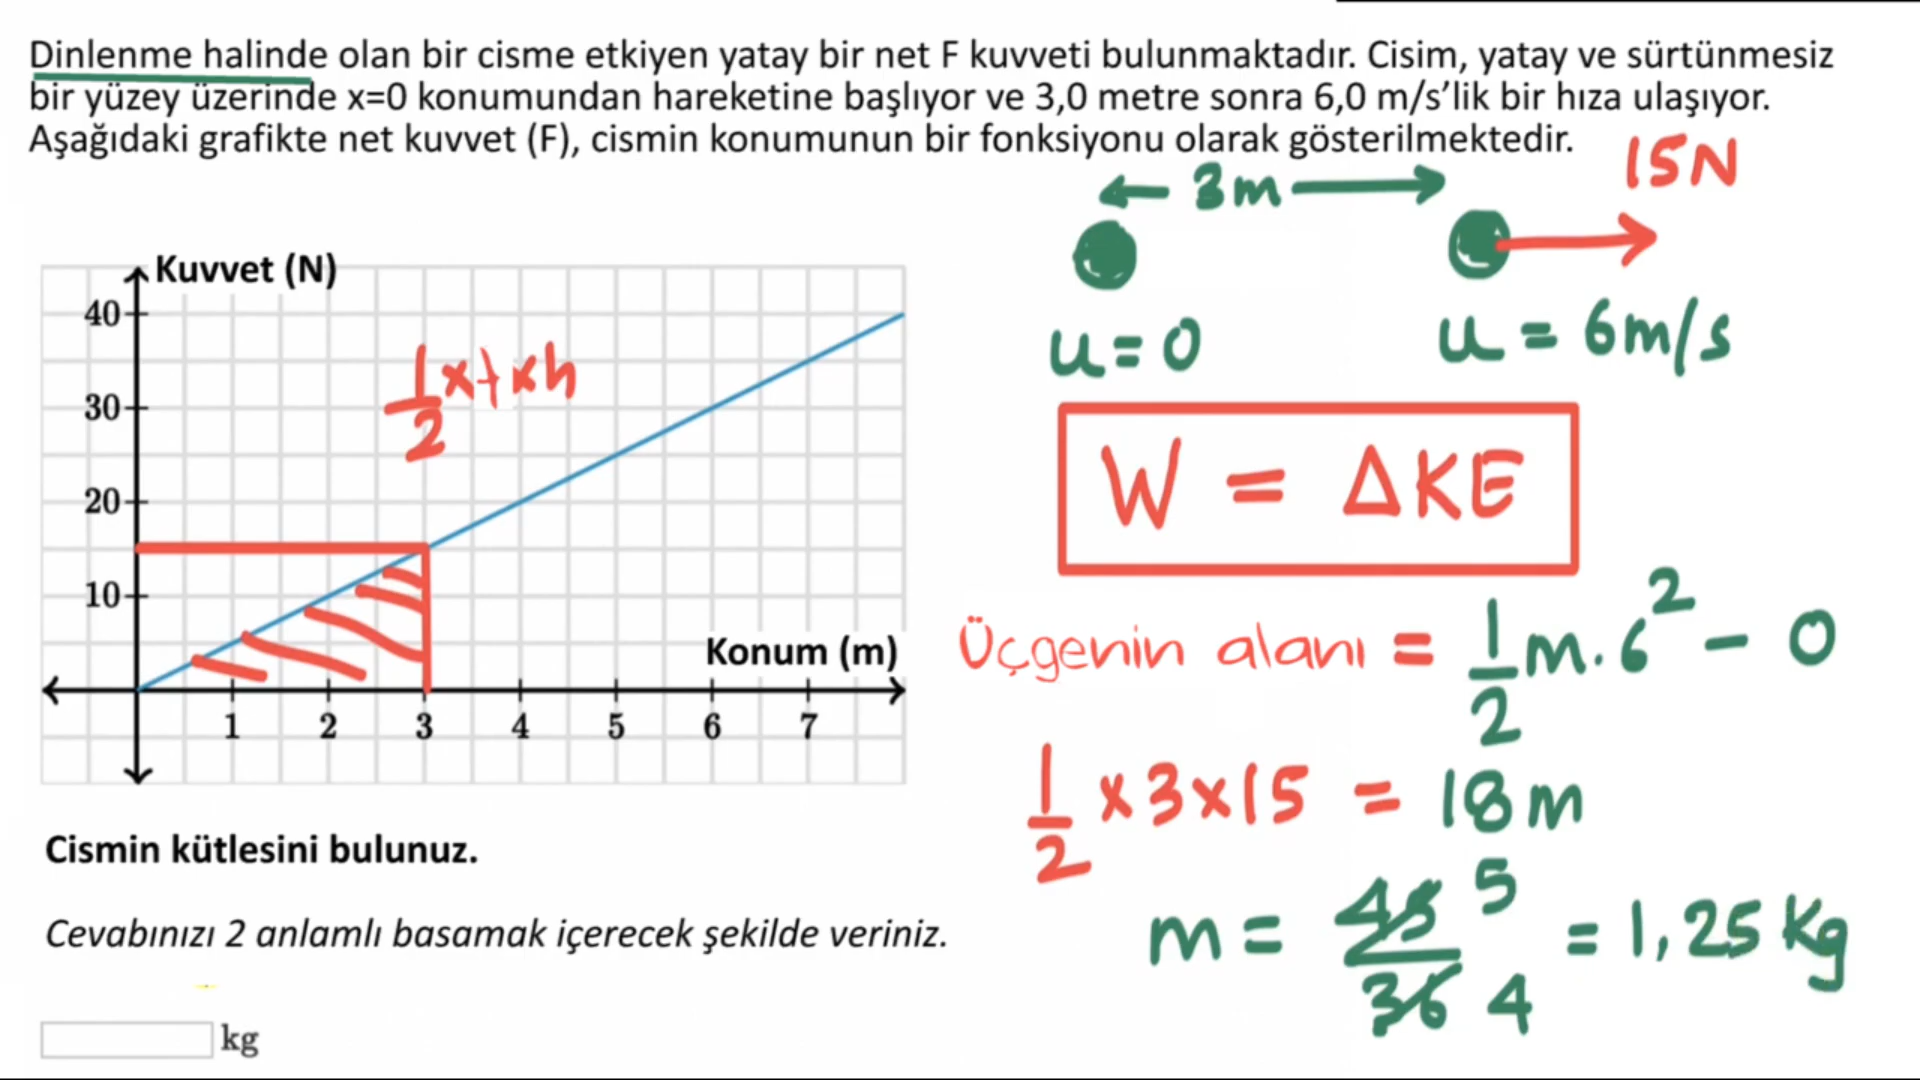 Dinlenme halinde olan bir cisme etkiyen yatay bir net F kuvveti bulunmaktadır. Cisim, yatay ve sürtünmesiz
bir yüzey üzerinde x=0 konumundan hareketine başlıyor ve 3,0 metre sonra 6,0 m/s'lik bir hıza ulaşıyor.
Aşağıdaki grafikte net kuvvet (F), cismin konumunun bir fonksiyonu olarak gösterilmektedir.
15N
3m
u=0
u = 6m/s
Kuvvet (N)
40
30
20
10
1/2 x t x h
Konum (m)
1 2 3 4 5 6 7
W = ΔKE
Üçgenin alanı = 1/2 m.6² - 0
1/2 x 3 x 15 = 18m
m = 45/36 5/4 = 1,25 kg
Cismin kütlesini bulunuz.
Cevabınızı 2 anlamlı basamak içerecek şekilde veriniz.
kg